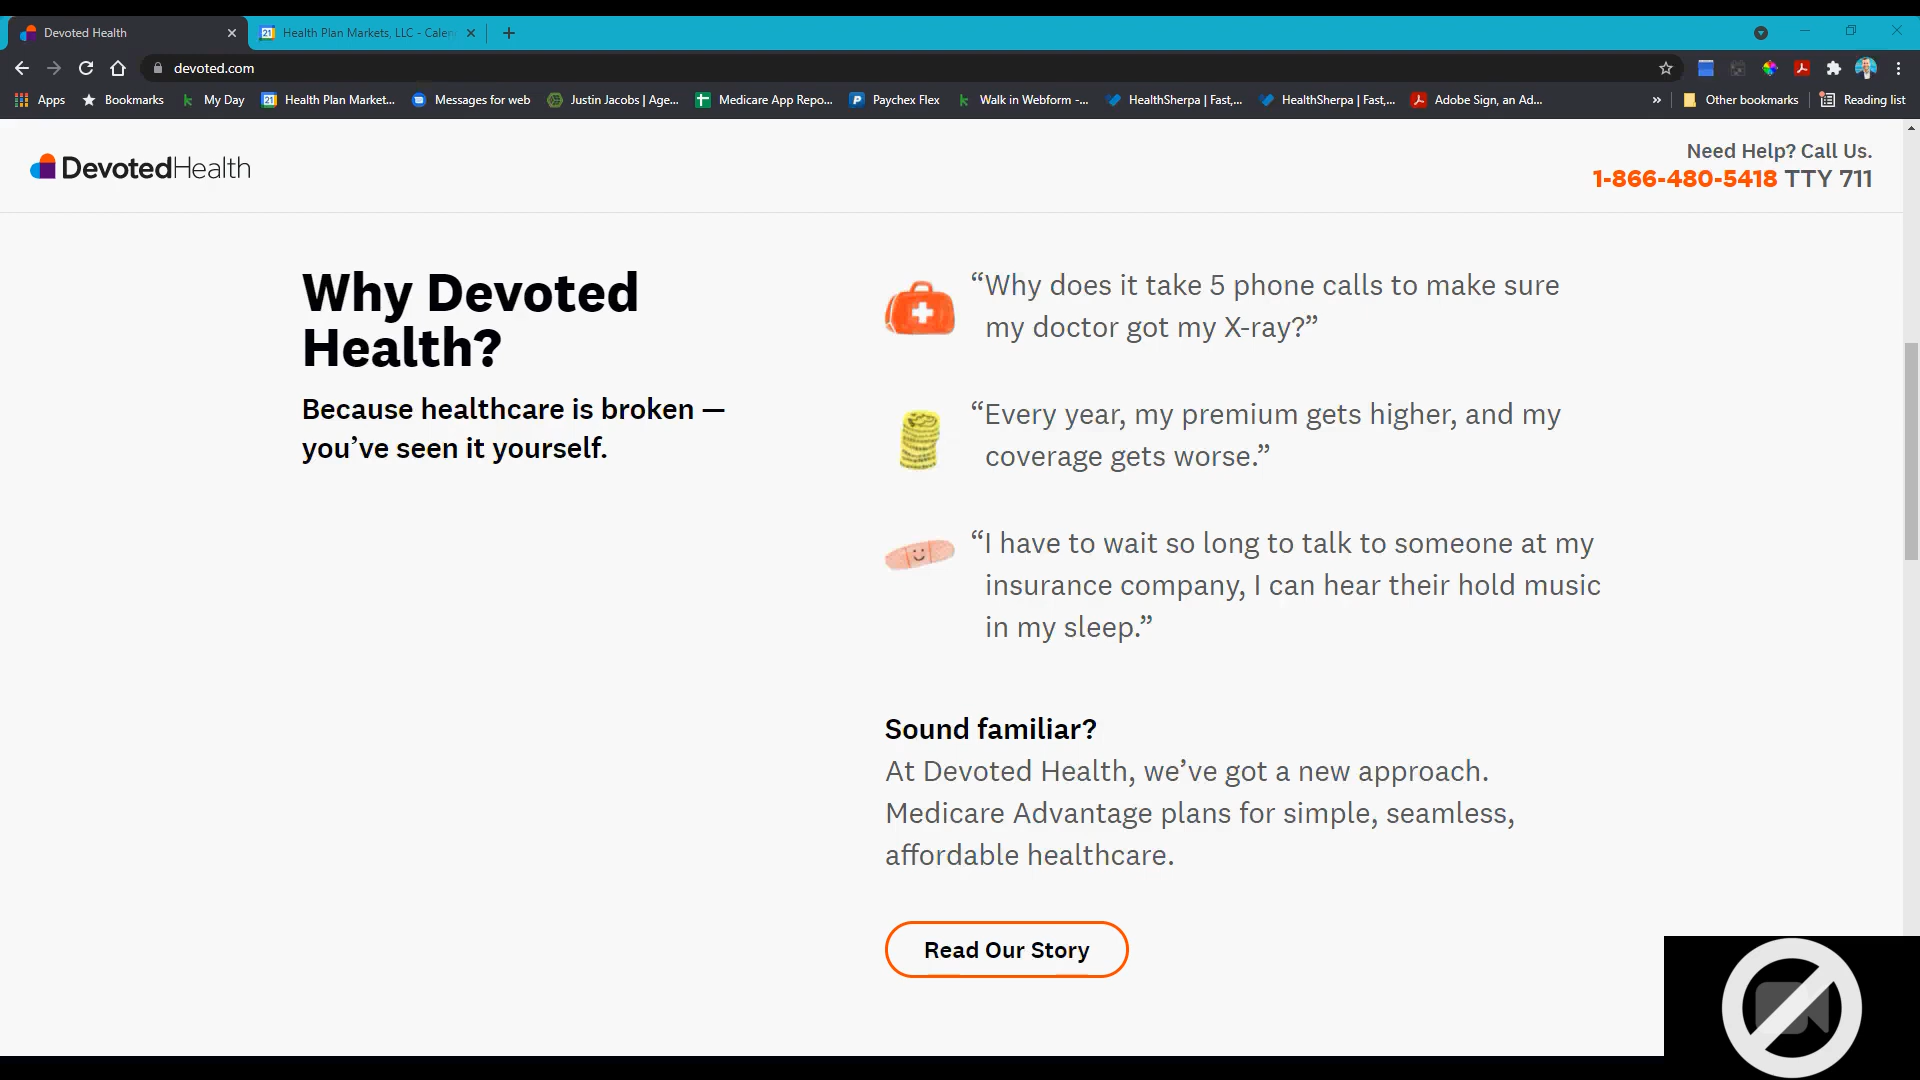 Devoted Health
Health Plan Markets, LLC - Calen
devoted.com
Apps
Bookmarks
My Day
Health Plan Market...
Messages for web
Justin Jacobs | Age...
Medicare App Repo...
Paychex Flex
Walk in Webform -...
HealthSherpa | Fast,...
HealthSherpa | Fast,...
Adobe Sign, an Ad...
»
Other bookmarks
Reading list
DevotedHealth
Need Help? Call Us.
1-866-480-5418 TTY 711
Why Devoted
Health?
Because healthcare is broken —
you’ve seen it yourself.
“Why does it take 5 phone calls to make sure
my doctor got my X-ray?”
“Every year, my premium gets higher, and my
coverage gets worse.”
“I have to wait so long to talk to someone at my
insurance company, I can hear their hold music
in my sleep.”
Sound familiar?
At Devoted Health, we’ve got a new approach.
Medicare Advantage plans for simple, seamless,
affordable healthcare.
Read Our Story